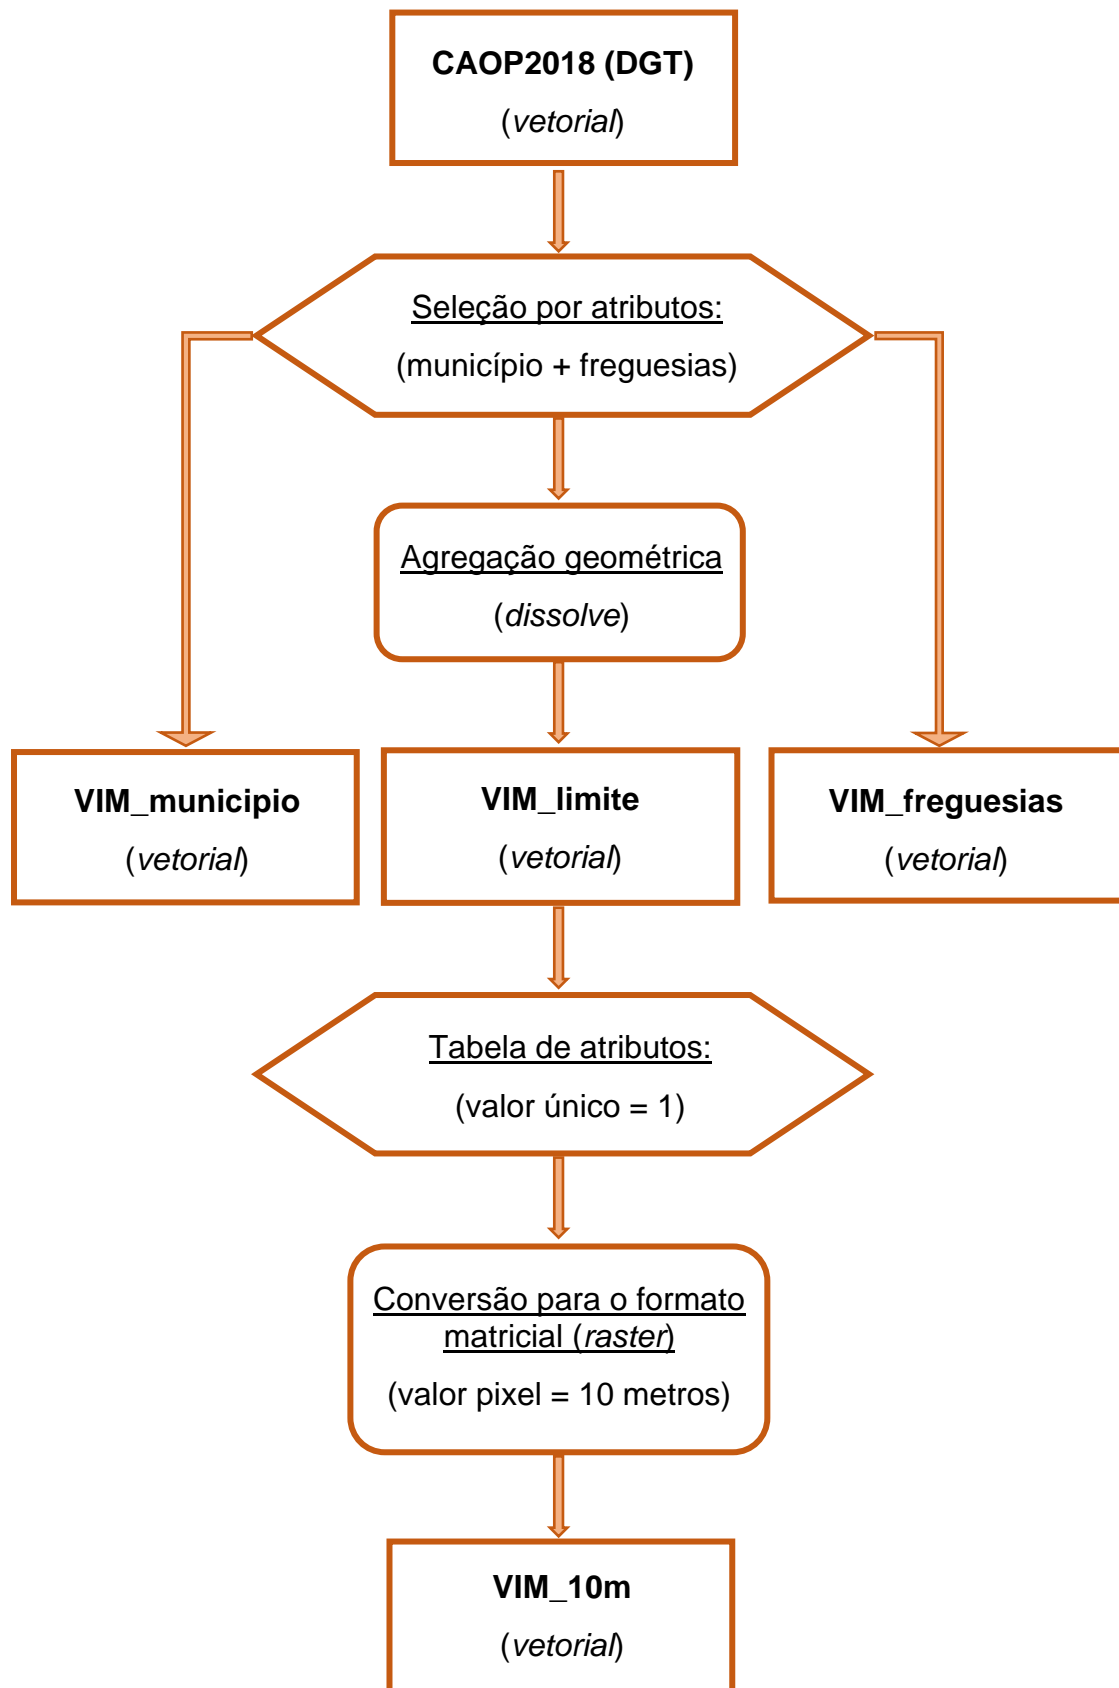 CAOP2018 (DGT)
(vetorial)
Seleção por atributos:
(município + freguesias)
Agregação geométrica
(dissolve)
VIM_municipio
(vetorial)
VIM_limite
(vetorial)
VIM_freguesias
(vetorial)
Tabela de atributos:
(valor único = 1)
Conversão para o formato
matricial (raster)
(valor pixel = 10 metros)
VIM_10m
(vetorial)